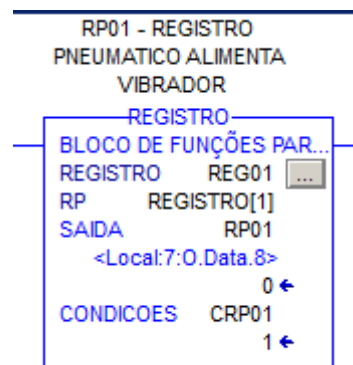 RP01 - REGISTRO
PNEUMATICO ALIMENTA
VIBRADOR
REGISTRO
BLOCO DE FUNÇÕES PAR...
REGISTRO REG01 ...
RP REGISTRO[1]
SAIDA RP01
<Local:7:O.Data.8>
0
CONDICOES CRP01
1